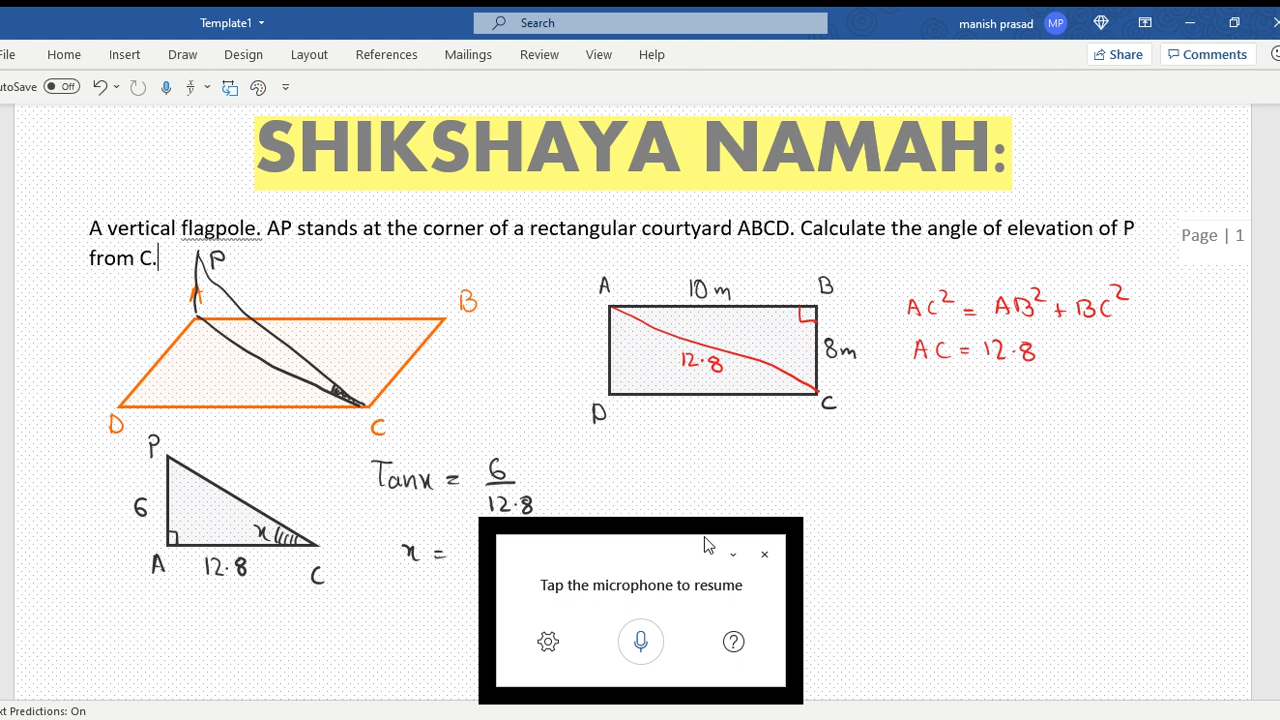 Template1
Search
manish prasad
MP
File
Home
Insert
Draw
Design
Layout
References
Mailings
Review
View
Help
Share
Comments
utoSave
Off
SHIKSHAYA NAMAH:
A vertical flagpole. AP stands at the corner of a rectangular courtyard ABCD. Calculate the angle of elevation of P
from C.
Page | 1
P
A
B
D
C
A
10 m
B
8m
12.8
D
C
AC² = AB² + BC²
AC = 12.8
P
6
x
A
12.8
C
Tanx = 6/12.8
x =
Tap the microphone to resume
xt Predictions: On